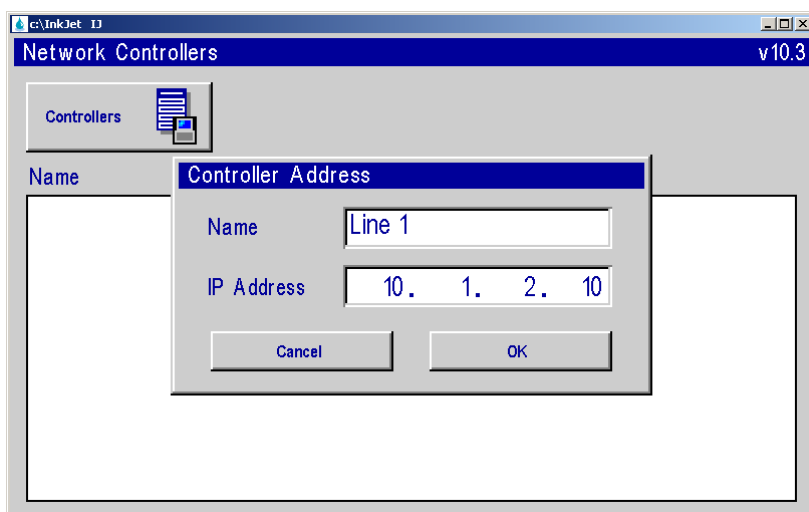 c:\InkJet IJ
Network Controllers v10.3
Controllers
Name
Controller Address
Name Line 1
IP Address 10. 1. 2. 10
Cancel OK